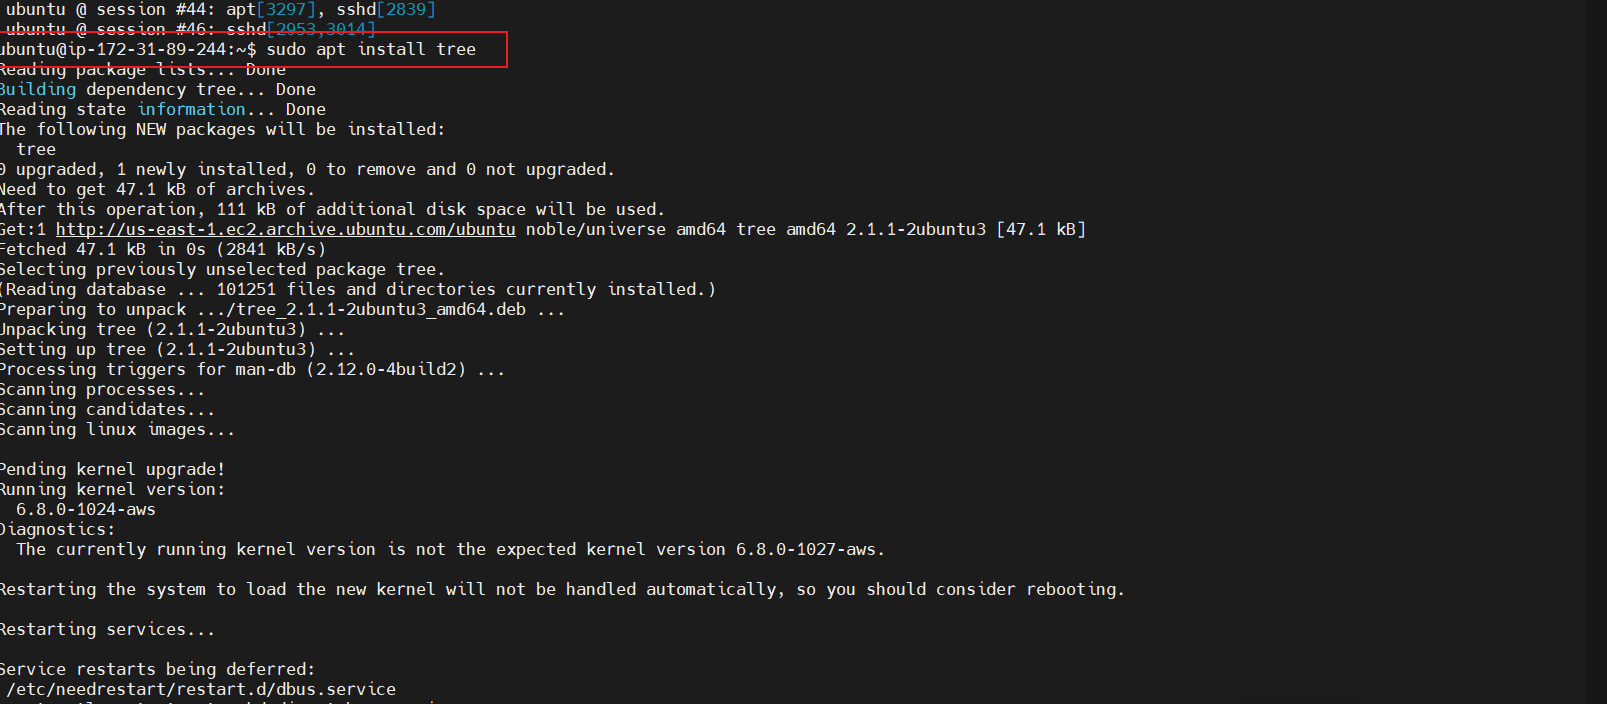 ubuntu @ session #44: apt[3297], sshd[2839]
ubuntu @ session #46: sshd[2953,3014]
ubuntu@ip-172-31-89-244:~$ sudo apt install tree
Reading package lists... Done
Building dependency tree... Done
Reading state information... Done
The following NEW packages will be installed:
  tree
0 upgraded, 1 newly installed, 0 to remove and 0 not upgraded.
Need to get 47.1 kB of archives.
After this operation, 111 kB of additional disk space will be used.
Get:1 http://us-east-1.ec2.archive.ubuntu.com/ubuntu noble/universe amd64 tree amd64 2.1.1-2ubuntu3 [47.1 kB]
Fetched 47.1 kB in 0s (2841 kB/s)
Selecting previously unselected package tree.
(Reading database ... 101251 files and directories currently installed.)
Preparing to unpack .../tree_2.1.1-2ubuntu3_amd64.deb ...
Unpacking tree (2.1.1-2ubuntu3) ...
Setting up tree (2.1.1-2ubuntu3) ...
Processing triggers for man-db (2.12.0-4build2) ...
Scanning processes...
Scanning candidates...
Scanning linux images...
Pending kernel upgrade!
Running kernel version:
  6.8.0-1024-aws
Diagnostics:
  The currently running kernel version is not the expected kernel version 6.8.0-1027-aws.
Restarting the system to load the new kernel will not be handled automatically, so you should consider rebooting.
Restarting services...
Service restarts being deferred:
 /etc/needrestart/restart.d/dbus.service